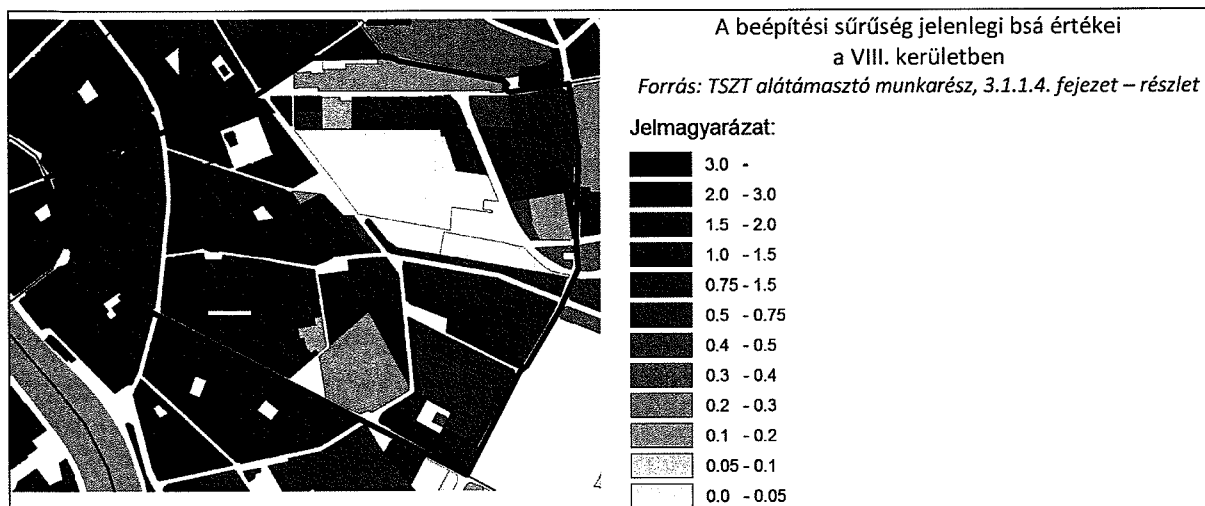 A beépítési sűrűség jelenlegi bsá értékei
a VIII. kerületben
Forrás: TSZT alátámasztó munkarész, 3.1.1.4. fejezet – részlet
Jelmagyarázat:
3.0 -
2.0 - 3.0
1.5 - 2.0
1.0 - 1.5
0.75 - 1.5
0.5 - 0.75
0.4 - 0.5
0.3 - 0.4
0.2 - 0.3
0.1 - 0.2
0.05 - 0.1
0.0 - 0.05